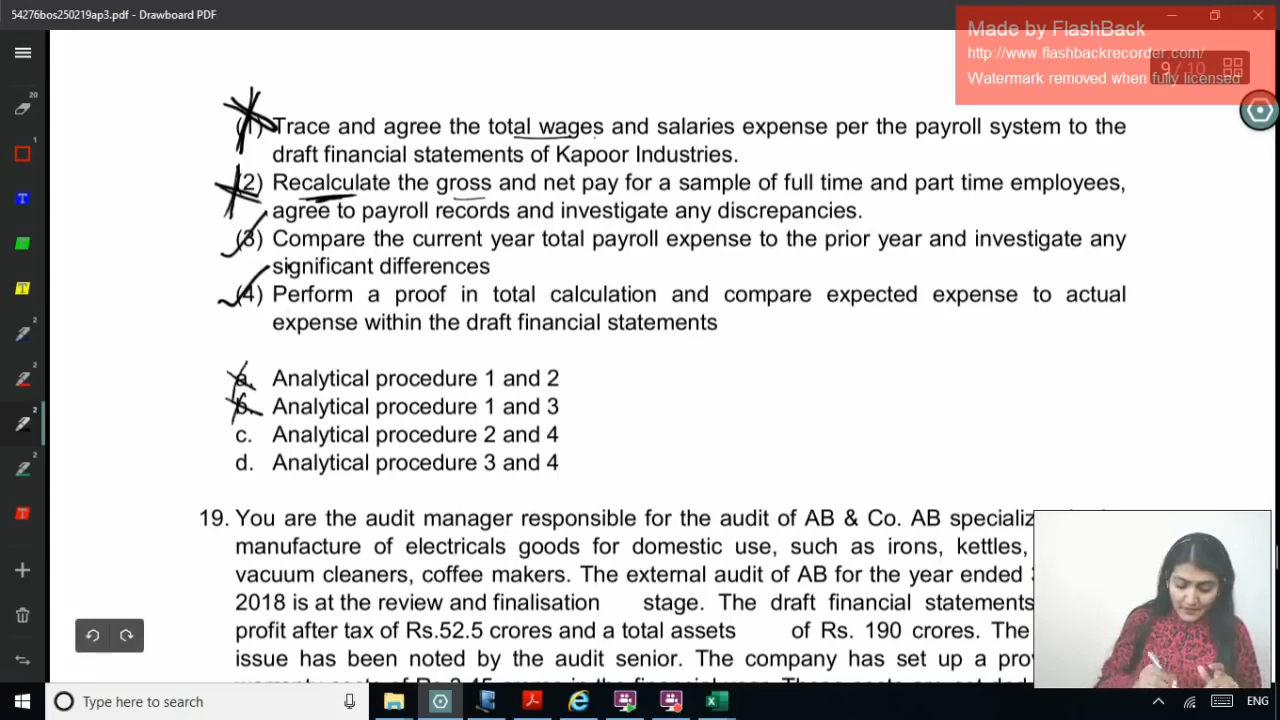 54276bos250219ap3.pdf - Drawboard PDF
Made by FlashBack
http://www.flashbackrecorder.com/
9 / 10
Watermark removed when fully licensed
(1) Trace and agree the total wages and salaries expense per the payroll system to the
draft financial statements of Kapoor Industries.
(2) Recalculate the gross and net pay for a sample of full time and part time employees,
agree to payroll records and investigate any discrepancies.
(3) Compare the current year total payroll expense to the prior year and investigate any
significant differences
(4) Perform a proof in total calculation and compare expected expense to actual
expense within the draft financial statements
a. Analytical procedure 1 and 2
b. Analytical procedure 1 and 3
c. Analytical procedure 2 and 4
d. Analytical procedure 3 and 4
19. You are the audit manager responsible for the audit of AB & Co. AB specializ
manufacture of electricals goods for domestic use, such as irons, kettles,
vacuum cleaners, coffee makers. The external audit of AB for the year ended
2018 is at the review and finalisation stage. The draft financial statements
profit after tax of Rs.52.5 crores and a total assets of Rs. 190 crores. The
issue has been noted by the audit senior. The company has set up a prov
20
1
2
2
2
2
2
Type here to search
ENG